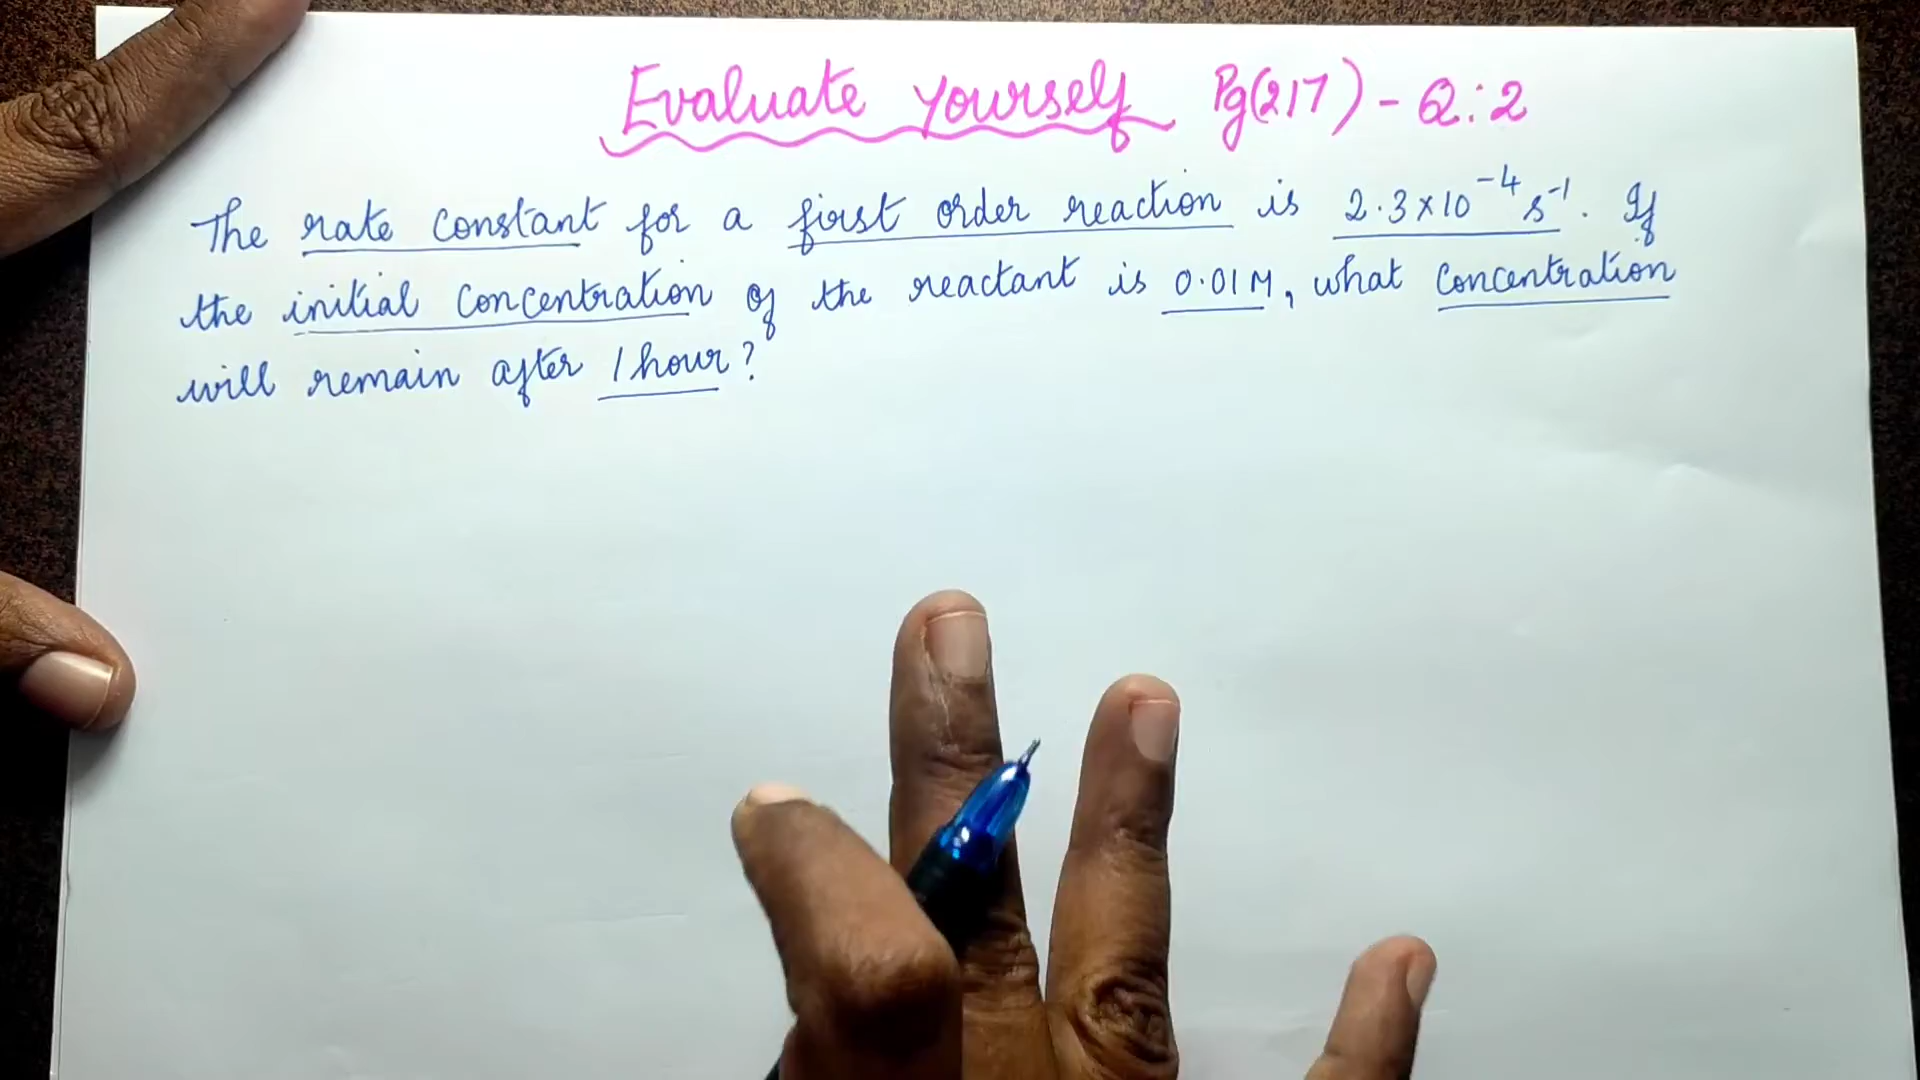 Evaluate yourself Pg(217) - Q:2
The rate constant for a first order reaction is 2.3×10⁻⁴ s⁻¹. If
the initial concentration of the reactant is 0.01M, what concentration
will remain after 1 hour?